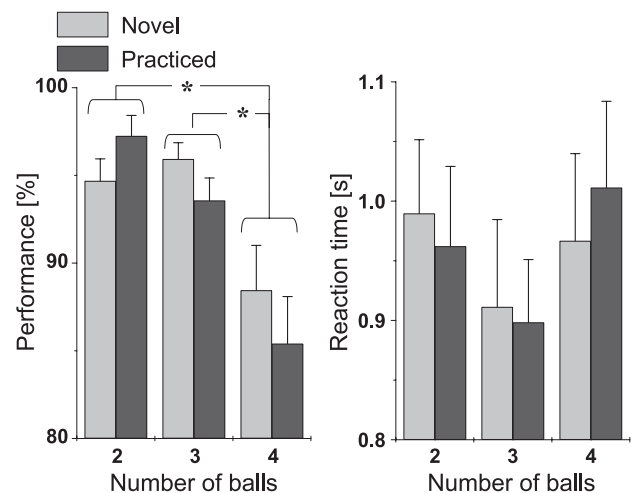 Novel
Practiced
Performance [%]
100
90
80
*
*
2 3 4
Number of balls
Reaction time [s]
1.1
1.0
0.9
0.8
2 3 4
Number of balls